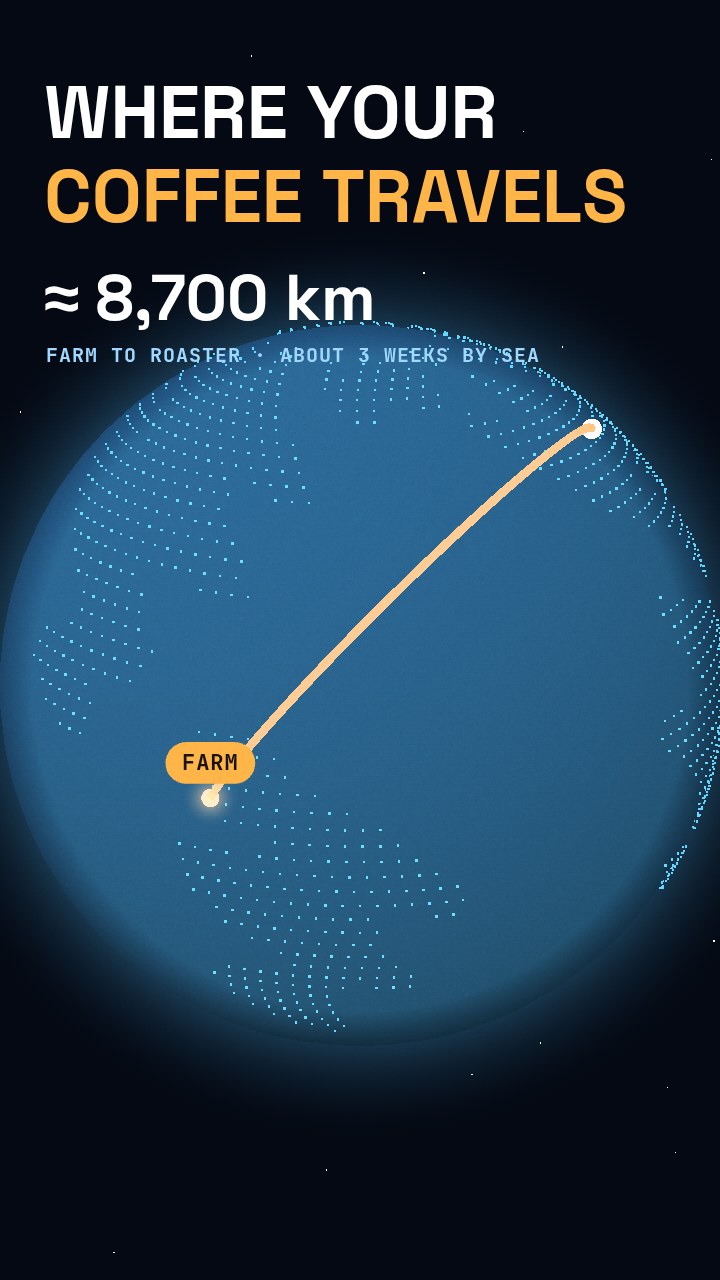 WHERE YOUR
COFFEE TRAVELS
≈ 8,700 km
FARM TO ROASTER · ABOUT 3 WEEKS BY SEA
FARM